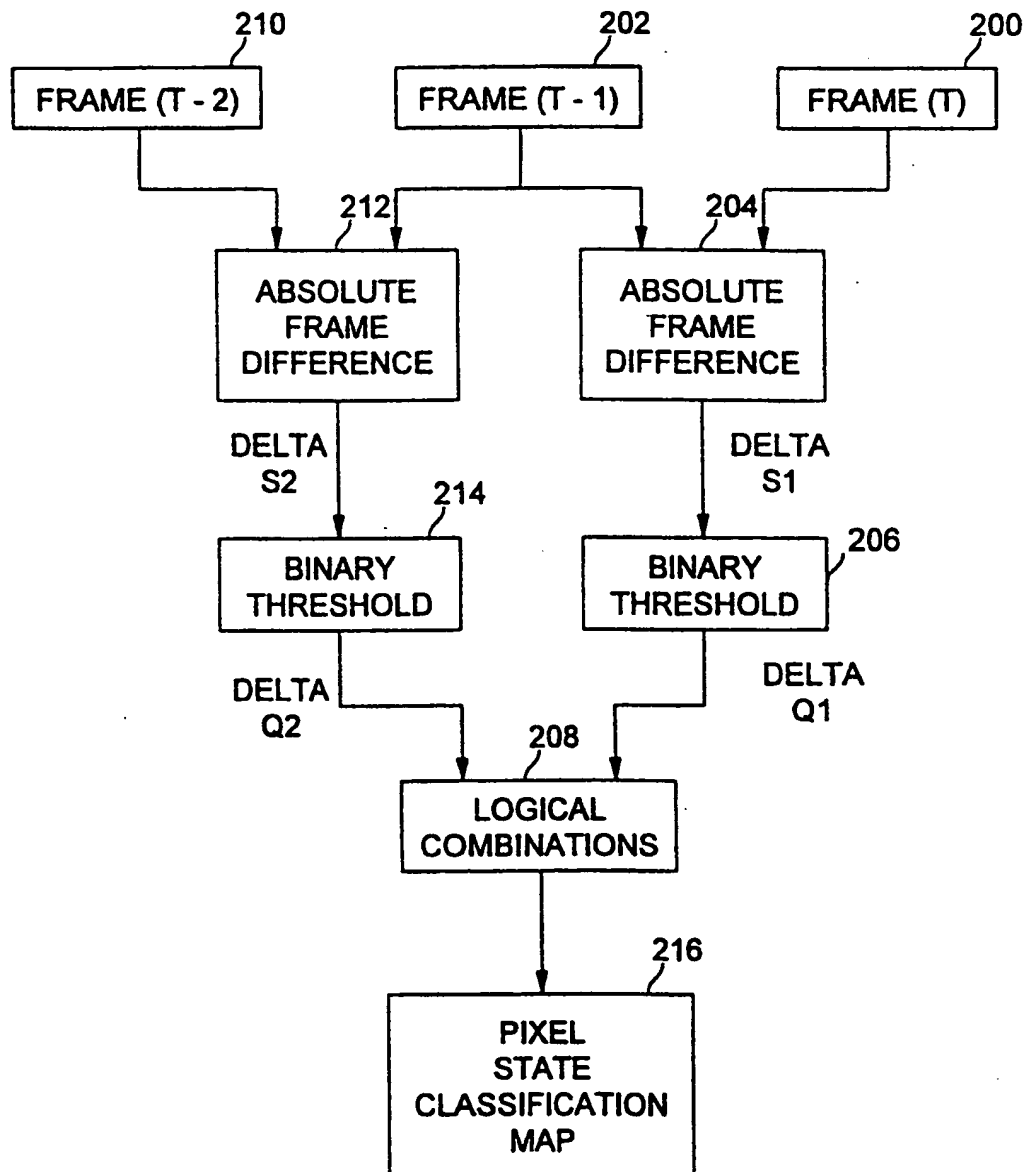 210
202
200
FRAME (T - 2)
FRAME (T - 1)
FRAME (T)
212
204
ABSOLUTE
FRAME
DIFFERENCE
ABSOLUTE
FRAME
DIFFERENCE
DELTA
S2
DELTA
S1
214
206
BINARY
THRESHOLD
BINARY
THRESHOLD
DELTA
Q2
DELTA
Q1
208
LOGICAL
COMBINATIONS
216
PIXEL
STATE
CLASSIFICATION
MAP